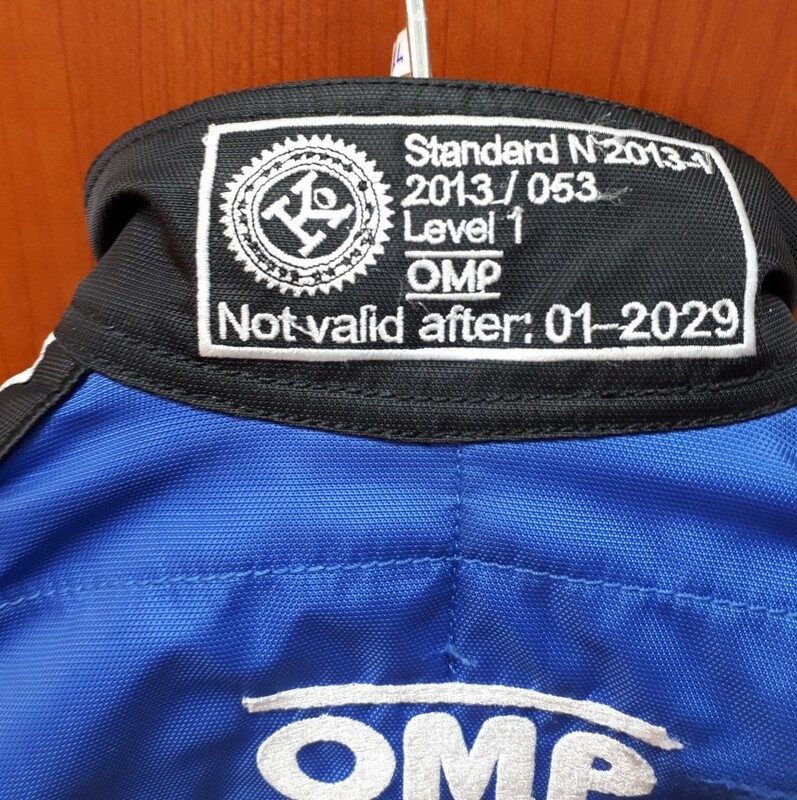 Standard N 2013-1
2013 / 053
Level 1
OMP
Not valid after: 01-2029
OMP